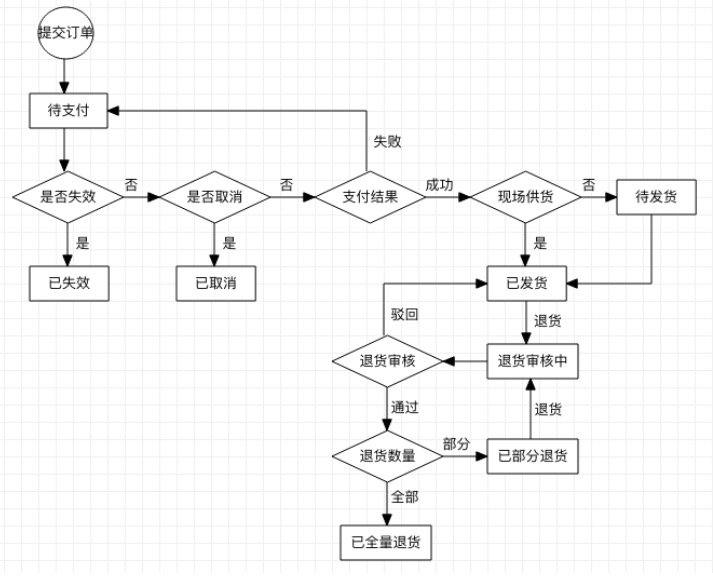 提交订单
待支付
失败
是否失效
否
是否取消
否
支付结果
成功
现场供货
否
待发货
是
是
是
已失效
已取消
已发货
驳回
退货
退货审核
退货审核中
通过
退货
退货数量
部分
已部分退货
全部
已全量退货